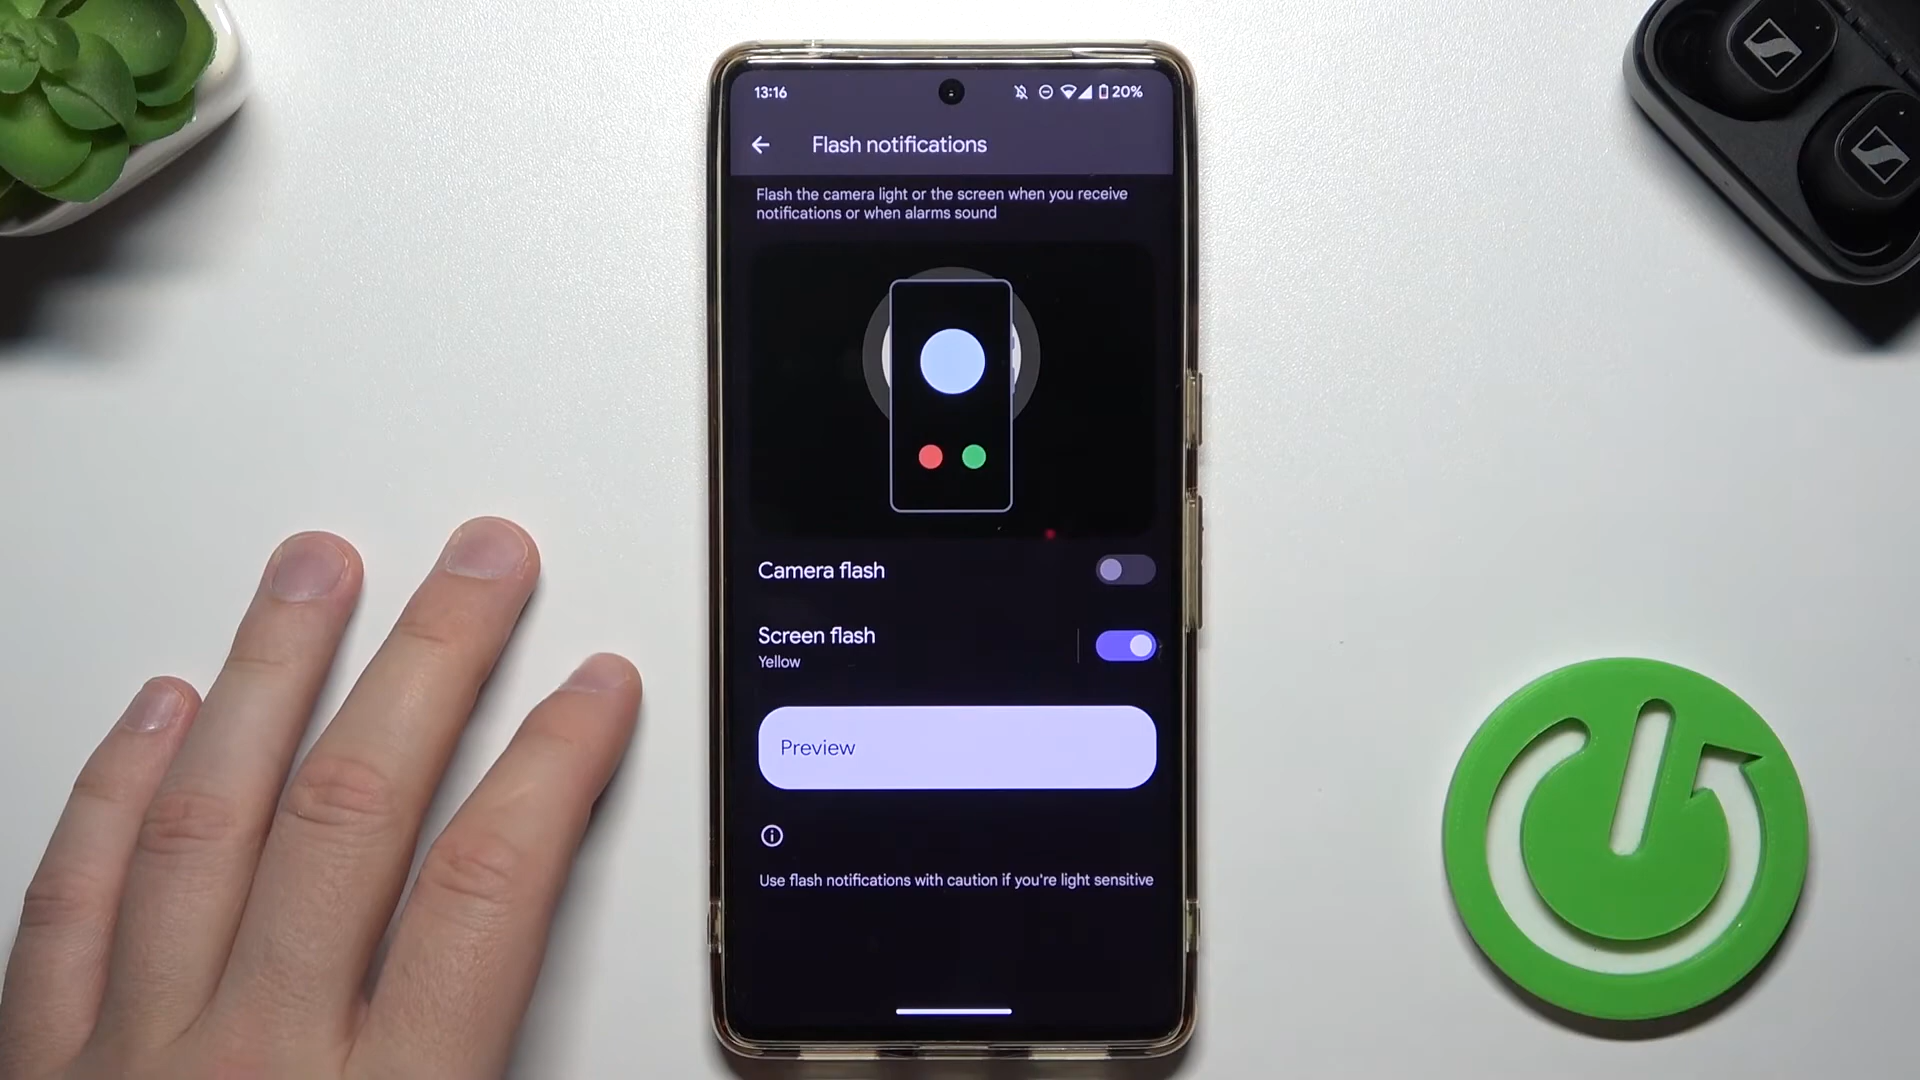 13:16
20%
Flash notifications
Flash the camera light or the screen when you receive
notifications or when alarms sound
Camera flash
Screen flash
Yellow
Preview
Use flash notifications with caution if you're light sensitive